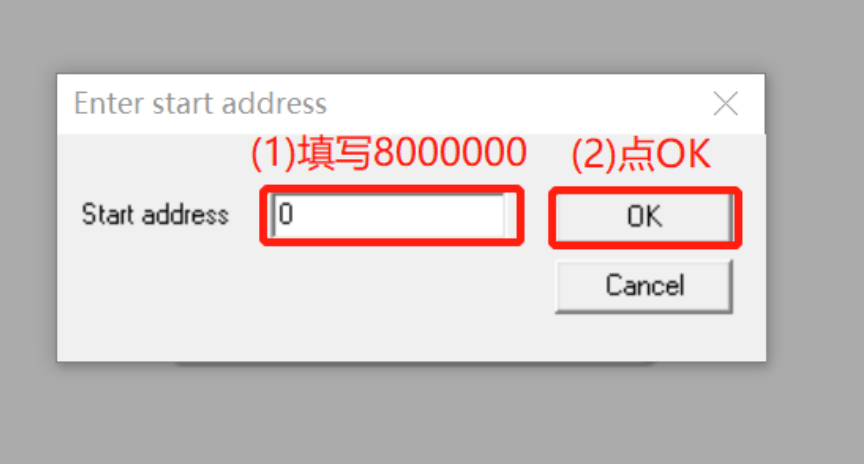 Enter start address
(1)填写8000000 (2)点OK
Start address 0 OK
Cancel